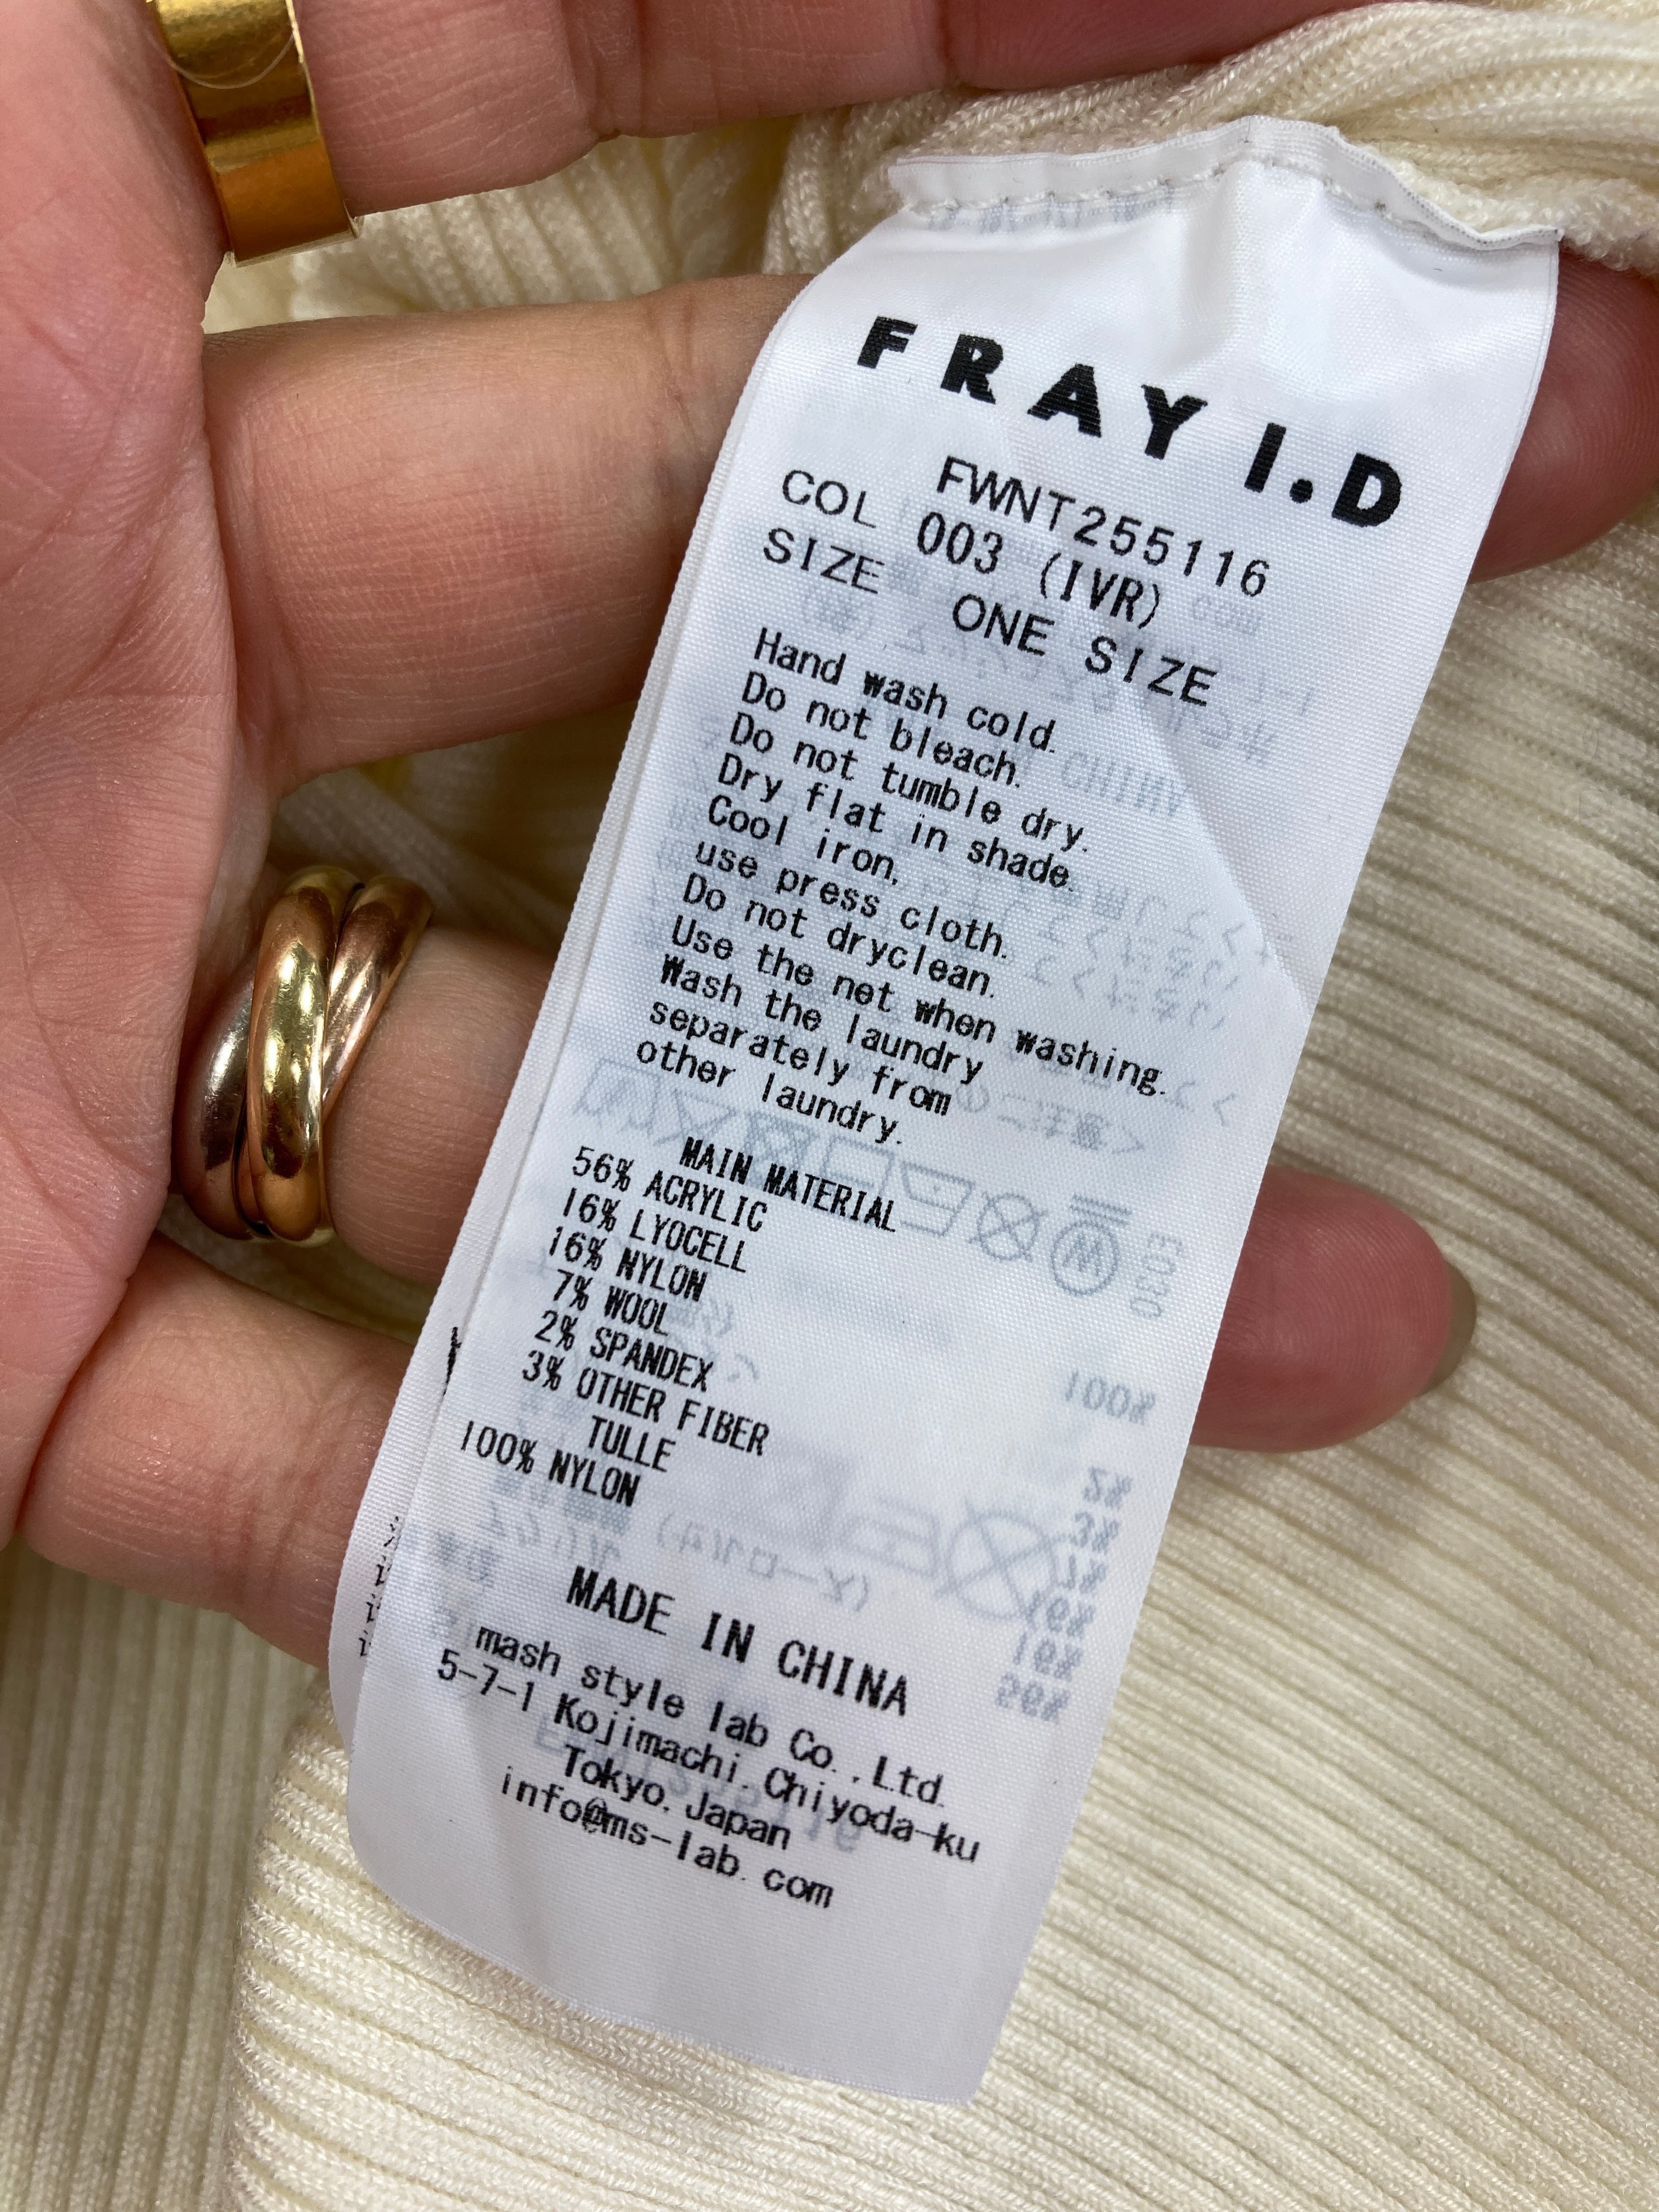 FRAY I.D
FWNT255116
COL 003 (IVR)
SIZE ONE SIZE
Hand wash cold.
Do not bleach.
Do not tumble dry.
Dry flat in shade.
Cool iron,
use press cloth.
Do not dryclean.
Use the net when washing.
Wash the laundry
separately from
other laundry.
MAIN MATERIAL
56% ACRYLIC
16% LYOCELL
16% NYLON
7% WOOL
2% SPANDEX
3% OTHER FIBER
TULLE
100% NYLON
MADE IN CHINA
mash style lab Co.,Ltd.
5-7-1 Kojimachi, Chiyoda-ku
Tokyo, Japan
info@ms-lab.com